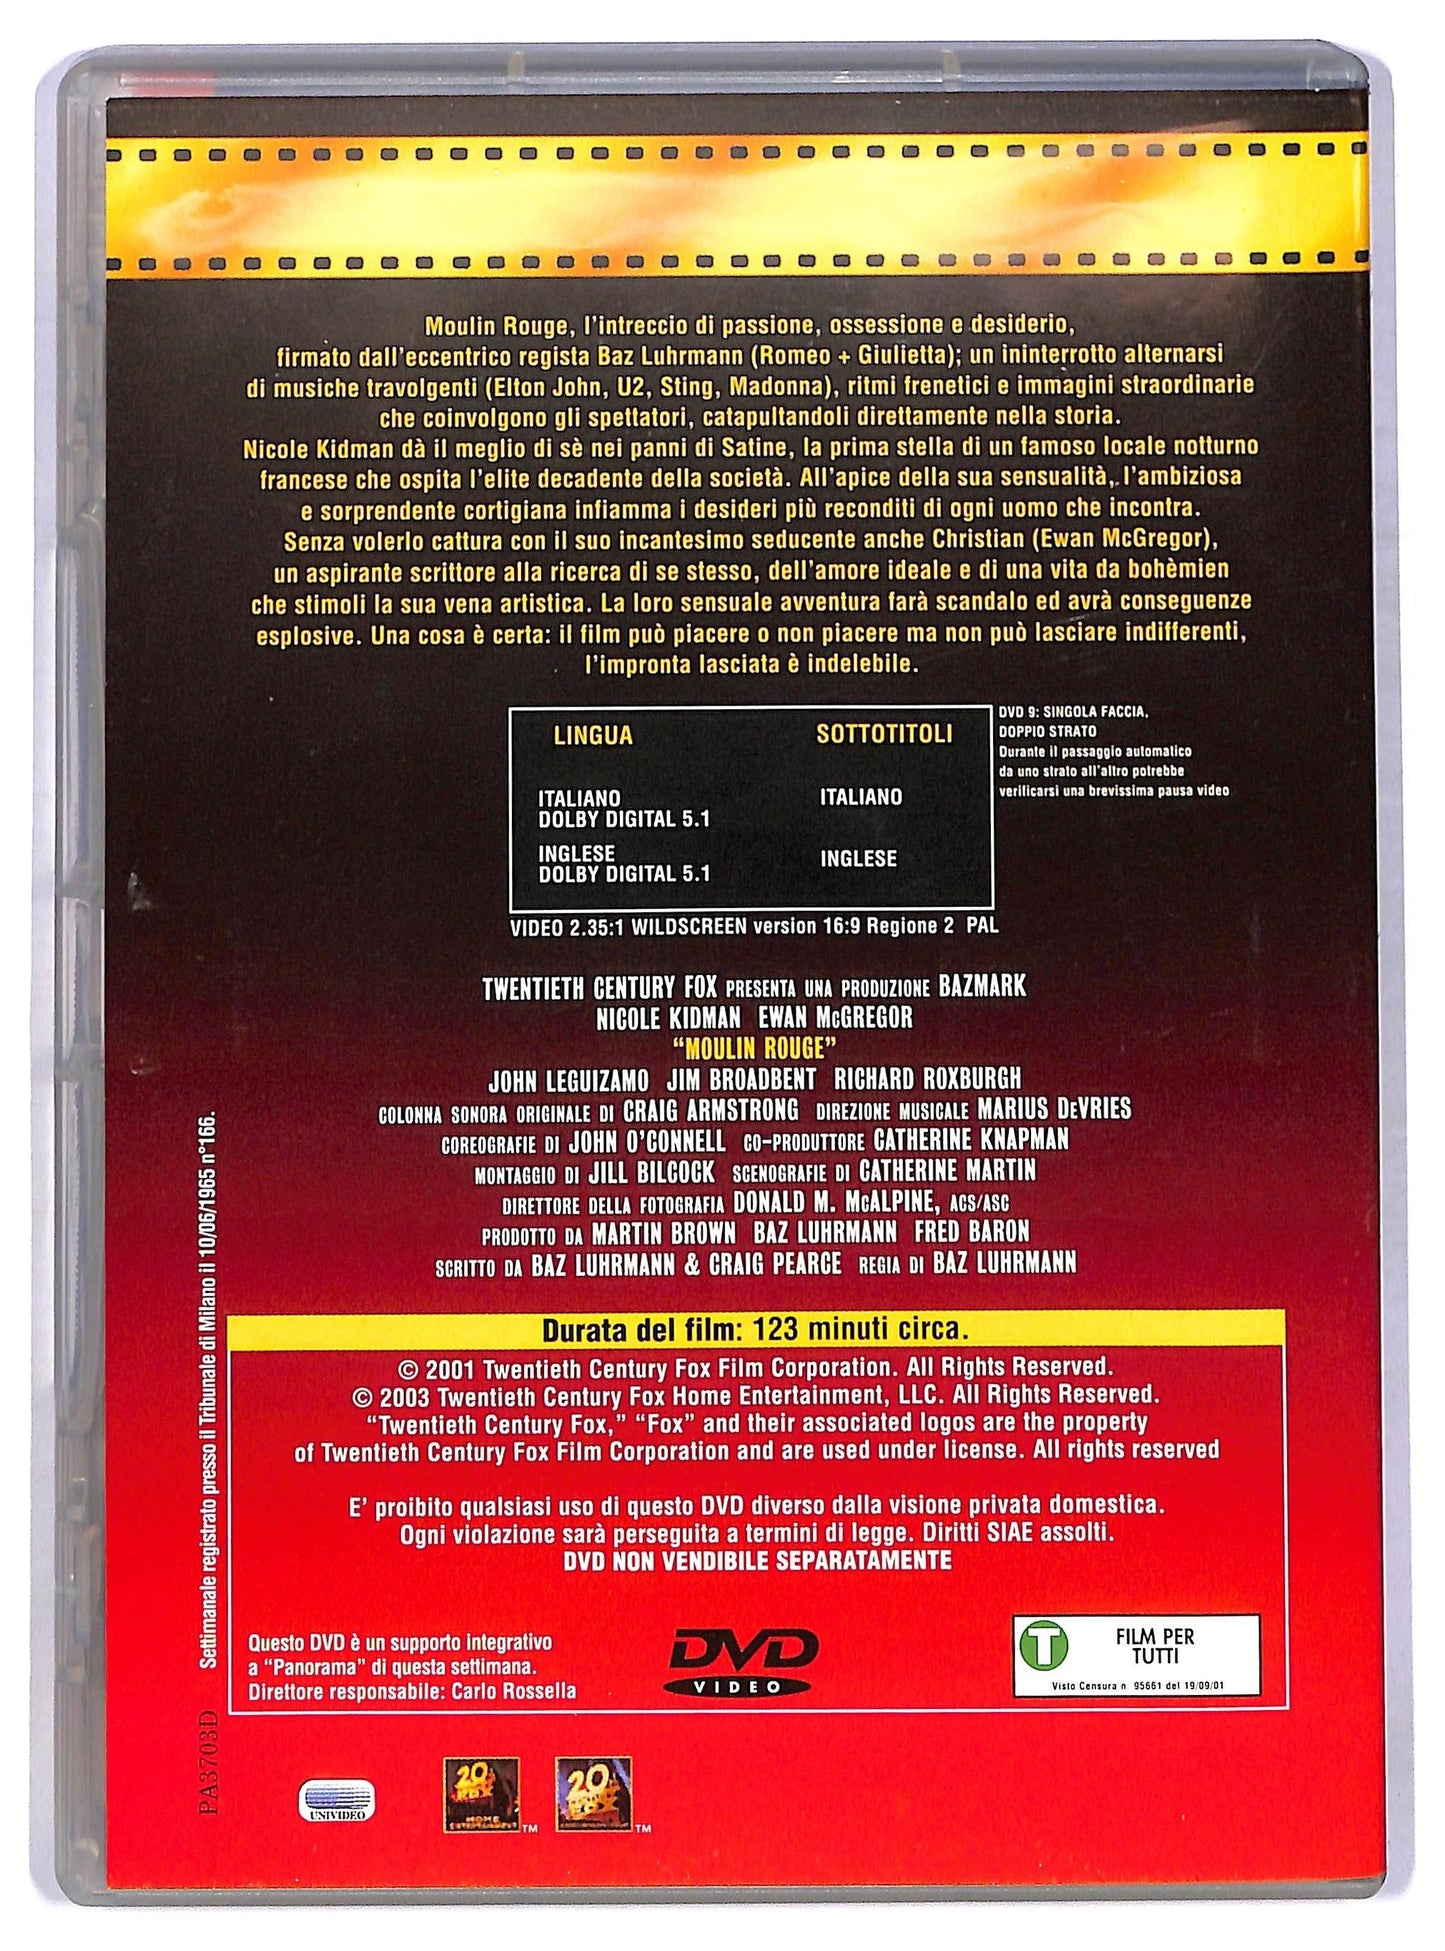 Moulin Rouge, l'intreccio di passione, ossessione e desiderio,
firmato dall'eccentrico regista Baz Luhrmann (Romeo + Giulietta); un ininterrotto alternarsi
di musiche travolgenti (Elton John, U2, Sting, Madonna), ritmi frenetici e immagini straordinarie
che coinvolgono gli spettatori, catapultandoli direttamente nella storia.
Nicole Kidman dà il meglio di sè nei panni di Satine, la prima stella di un famoso locale notturno
francese che ospita l'elite decadente della società. All'apice della sua sensualità, l'ambiziosa
e sorprendente cortigiana infiamma i desideri più reconditi di ogni uomo che incontra.
Senza volerlo cattura con il suo incantesimo seducente anche Christian (Ewan McGregor),
un aspirante scrittore alla ricerca di se stesso, dell'amore ideale e di una vita da bohèmien
che stimoli la sua vena artistica. La loro sensuale avventura farà scandalo ed avrà conseguenze
esplosive. Una cosa è certa: il film può piacere o non piacere ma non può lasciare indifferenti,
l'impronta lasciata è indelebile.
LINGUA SOTTOTITOLI
ITALIANO ITALIANO
DOLBY DIGITAL 5.1
INGLESE INGLESE
DOLBY DIGITAL 5.1
DVD 9: SINGOLA FACCIA,
DOPPIO STRATO
Durante il passaggio automatico
da uno strato all'altro potrebbe
verificarsi una brevissima pausa video
VIDEO 2.35:1 WILDSCREEN version 16:9 Regione 2 PAL
TWENTIETH CENTURY FOX PRESENTA UNA PRODUZIONE BAZMARK
NICOLE KIDMAN EWAN McGREGOR
"MOULIN ROUGE"
JOHN LEGUIZAMO JIM BROADBENT RICHARD ROXBURGH
COLONNA SONORA ORIGINALE DI CRAIG ARMSTRONG DIREZIONE MUSICALE MARIUS DeVRIES
COREOGRAFIE DI JOHN O'CONNELL CO-PRODUTTORE CATHERINE KNAPMAN
MONTAGGIO DI JILL BILCOCK SCENOGRAFIE DI CATHERINE MARTIN
DIRETTORE DELLA FOTOGRAFIA DONALD M. McALPINE, ACS/ASC
PRODOTTO DA MARTIN BROWN BAZ LUHRMANN FRED BARON
SCRITTO DA BAZ LUHRMANN & CRAIG PEARCE REGIA DI BAZ LUHRMANN
Durata del film: 123 minuti circa.
© 2001 Twentieth Century Fox Film Corporation. All Rights Reserved.
© 2003 Twentieth Century Fox Home Entertainment, LLC. All Rights Reserved.
"Twentieth Century Fox," "Fox" and their associated logos are the property
of Twentieth Century Fox Film Corporation and are used under license. All rights reserved
E' proibito qualsiasi uso di questo DVD diverso dalla visione privata domestica.
Ogni violazione sarà perseguita a termini di legge. Diritti SIAE assolti.
DVD NON VENDIBILE SEPARATAMENTE
Questo DVD è un supporto integrativo
a "Panorama" di questa settimana.
Direttore responsabile: Carlo Rossella
DVD
VIDEO
T
FILM PER
TUTTI
Visto Censura n 95661 del 19/09/01
Settimanale registrato presso il Tribunale di Milano il 10/06/1965 n°166.
PA3703D
UNIVIDEO
20
FOX
HOME
ENTERTAINMENT
TM
20
FOX
TM